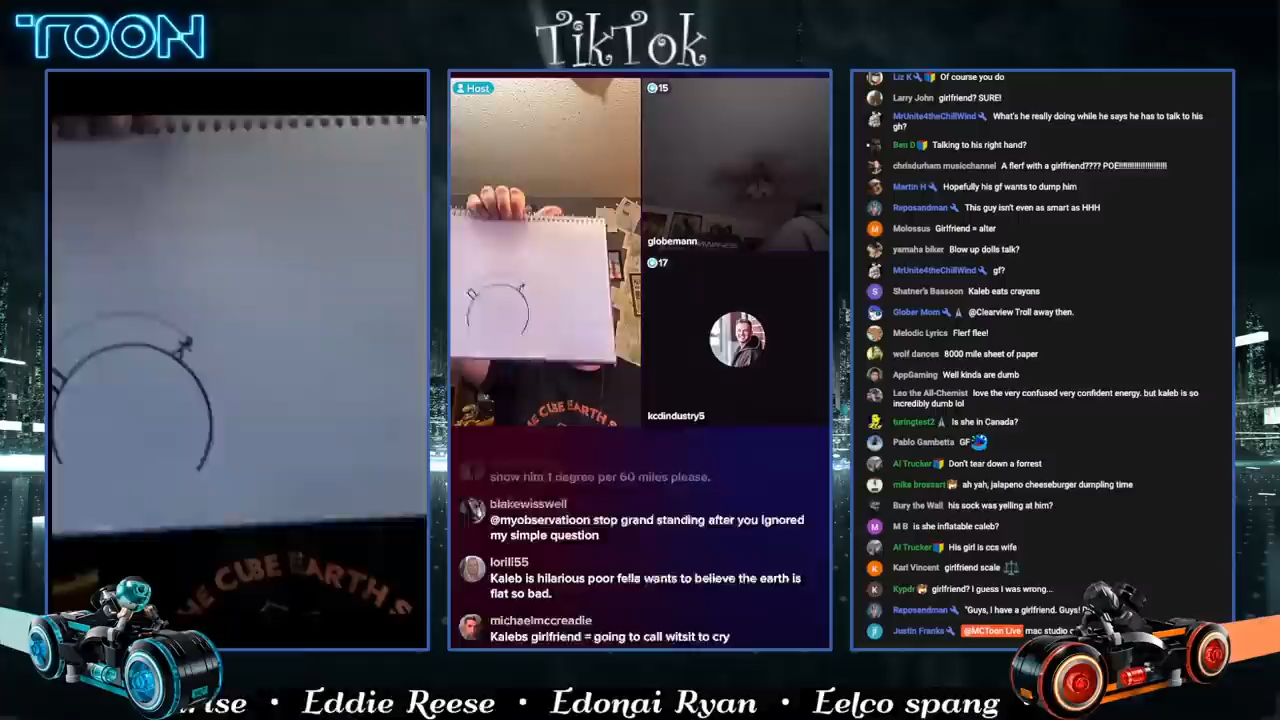 TOON
TikTok
Host
15
globemann
17
kcdindustry5
CUBE EARTH
CUBE EARTH S
show him 1 degree per 60 miles please.
blakewisswell
@myobservatioon stop grand standing after you ignored
my simple question
lorili55
Kaleb is hilarious poor fella wants to believe the earth is
flat so bad.
michaelmccreadie
Kalebs girlfriend = going to call witsit to cry
Liz K Of course you do
Larry John girlfriend? SURE!
MrUnite4theChillWind What's he really doing while he says he has to talk to his
gh?
Ben D Talking to his right hand?
chrisdurham musicchannel A flerf with a girlfriend???? POE!!!!!!!!!!!!!!!!!!!!!!
Martin H Hopefully his gf wants to dump him
Reposandman This guy isn't even as smart as HHH
Molossus Girlfriend = alter
yamaha biker Blow up dolls talk?
MrUnite4theChillWind gf?
Shatner's Bassoon Kaleb eats crayons
Glober Mom @Clearview Troll away then.
Melodic Lyrics Flerf flee!
wolf dances 8000 mile sheet of paper
AppGaming Well kinda are dumb
Leo the All-Chemist love the very confused very confident energy. but kaleb is so
incredibly dumb lol
turingtest2 Is she in Canada?
Pablo Gambetta GF
Al Trucker Don't tear down a forrest
mike brossart ah yah, jalapeno cheeseburger dumpling time
Bury the Wall his sock was yelling at him?
M B is she inflatable caleb?
Al Trucker His girl is ccs wife
Karl Vincent girlfriend scale
Kypdr girlfriend? I guess I was wrong...
Reposandman "Guys, I have a girlfriend. Guys!
Justin Franks @MCToon Live mac studio
Eddie Reese • Edonai Ryan • Eelco spang